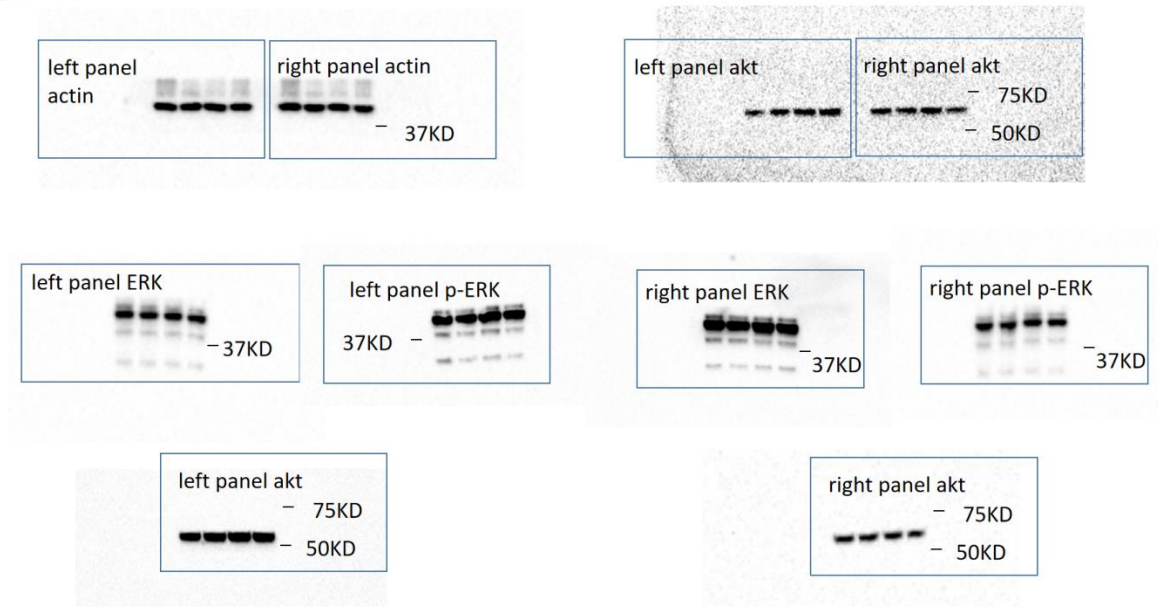 left panel
actin
right panel actin
37KD
left panel akt
right panel akt
75KD
50KD
left panel ERK
37KD
left panel p-ERK
37KD
right panel ERK
37KD
right panel p-ERK
37KD
left panel akt
75KD
50KD
right panel akt
75KD
50KD